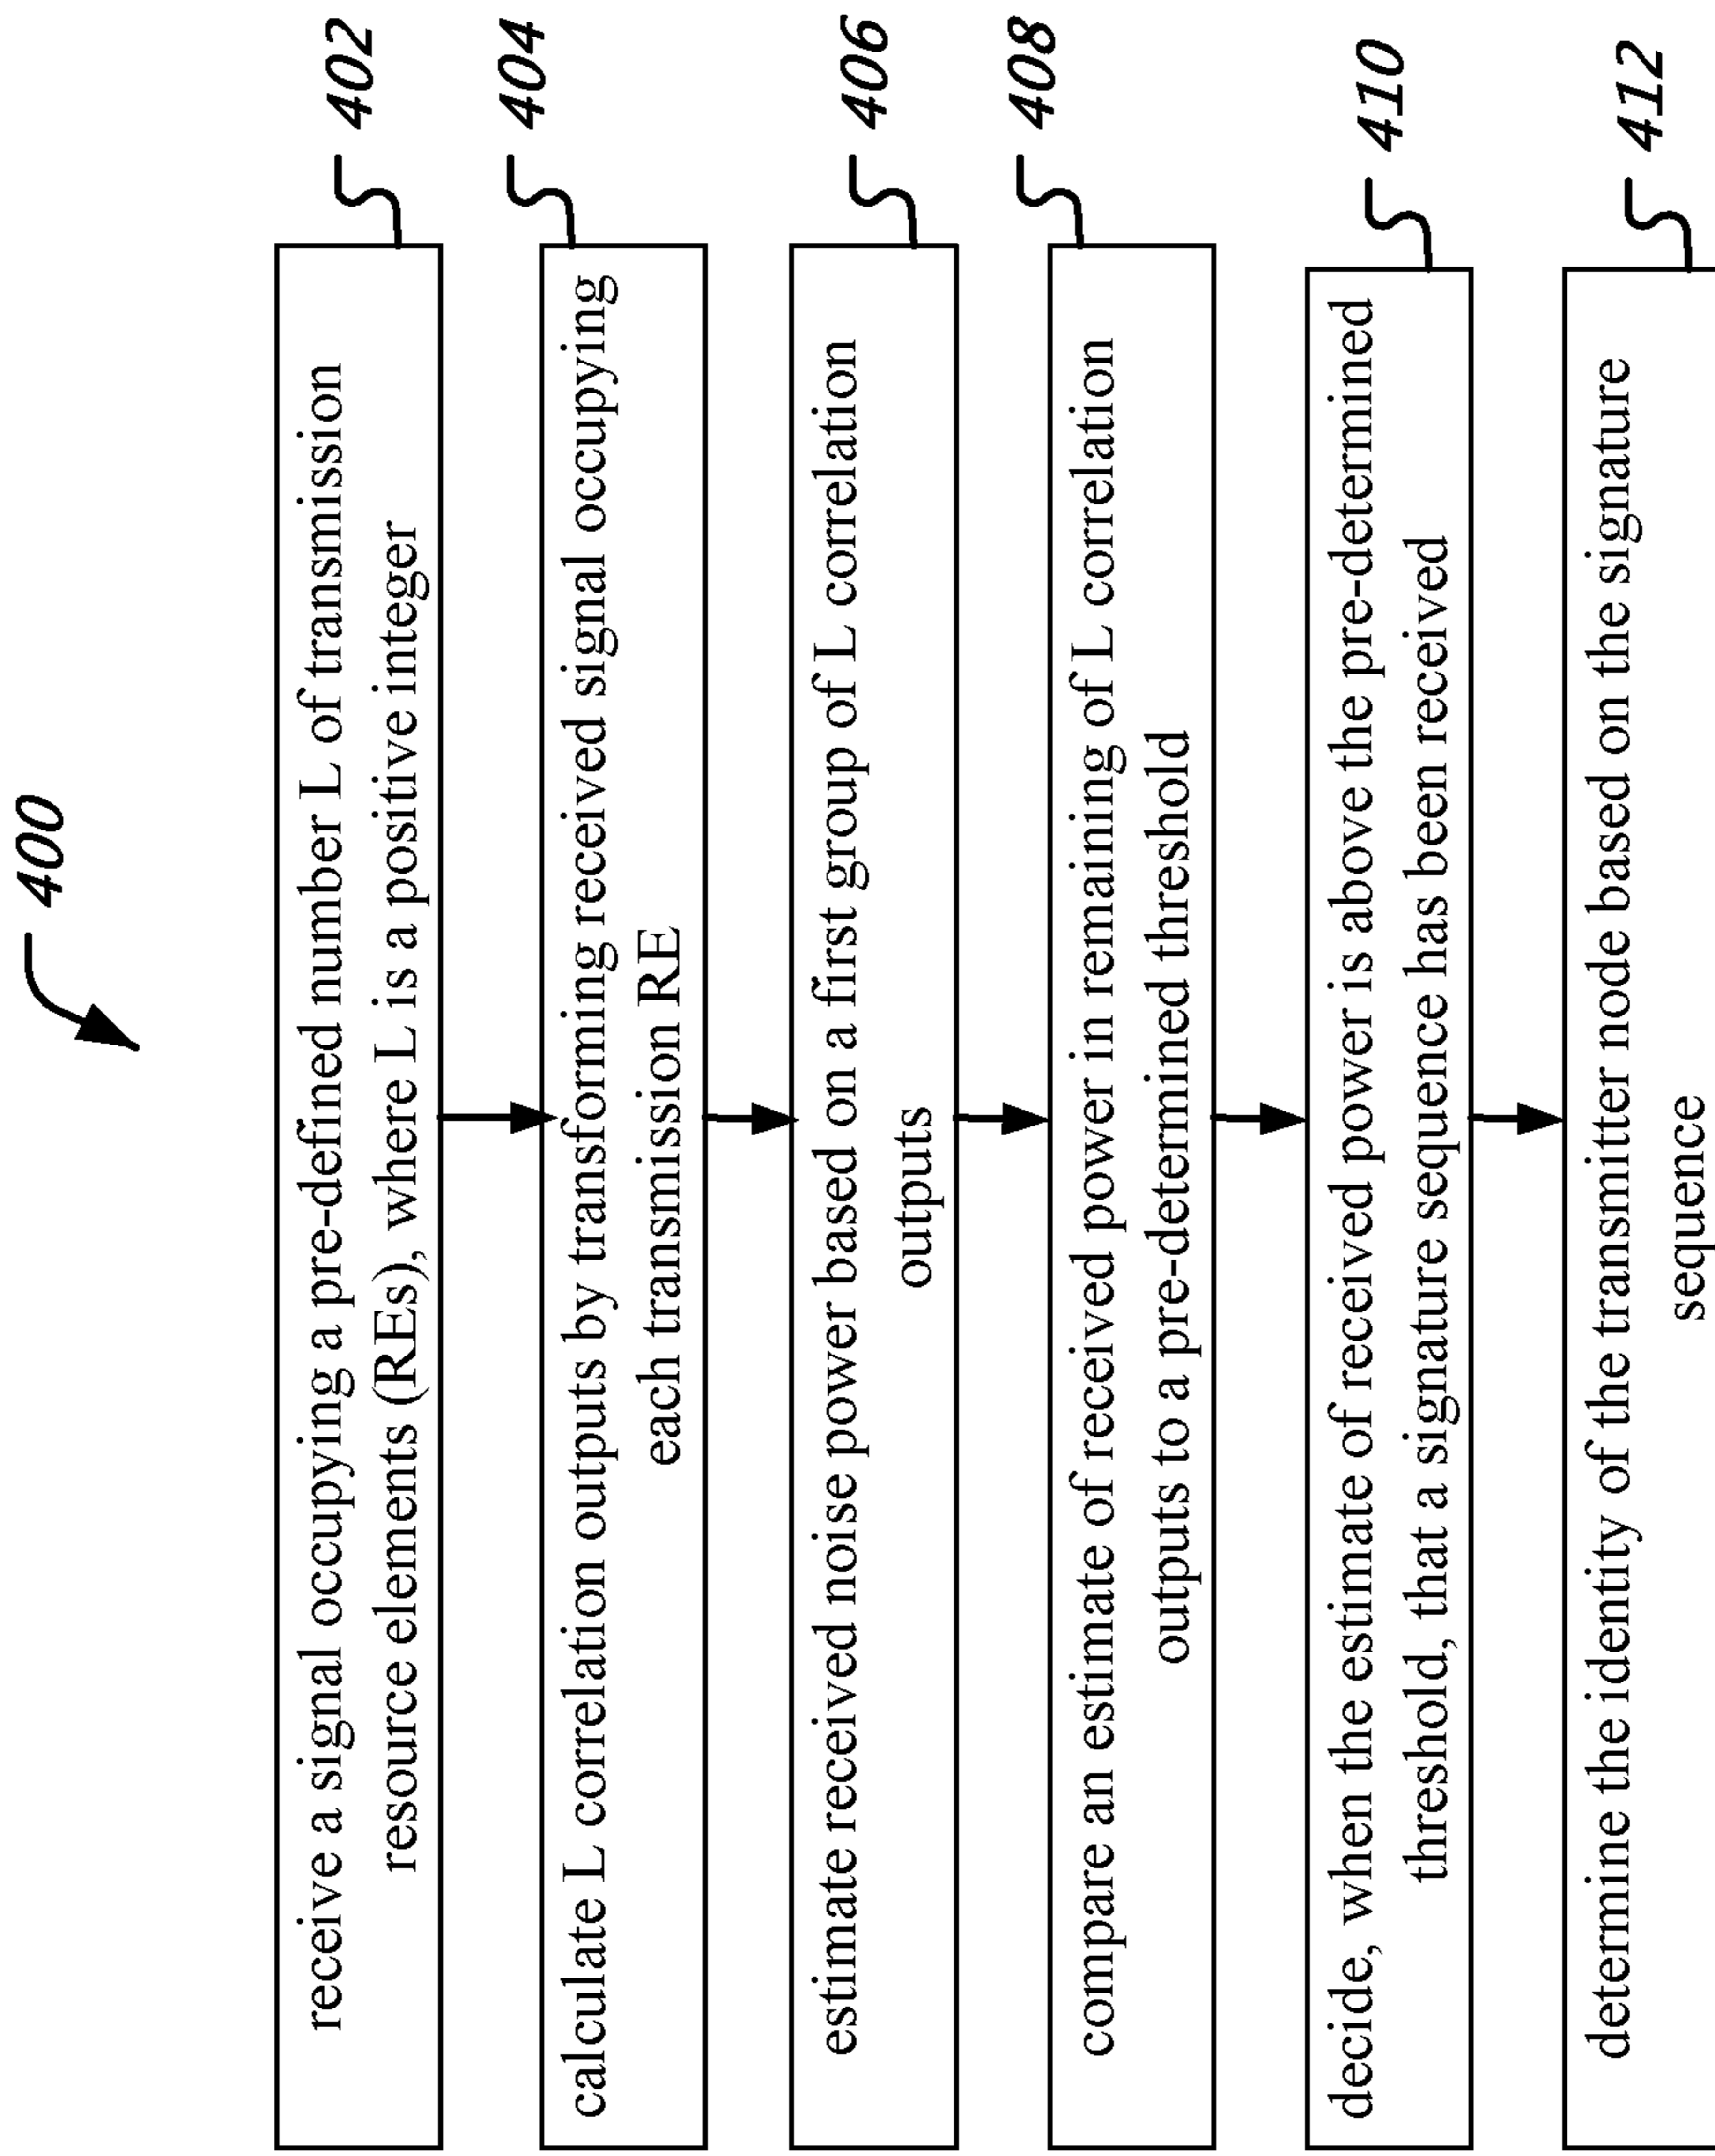 400
receive a signal occupying a pre-defined number L of transmission
resource elements (REs), where L is a positive integer
402
calculate L correlation outputs by transforming received signal occupying
each transmission RE
404
estimate received noise power based on a first group of L correlation
outputs
406
compare an estimate of received power in remaining of L correlation
outputs to a pre-determined threshold
408
decide, when the estimate of received power is above the pre-determined
threshold, that a signature sequence has been received
410
determine the identity of the transmitter node based on the signature
sequence
412